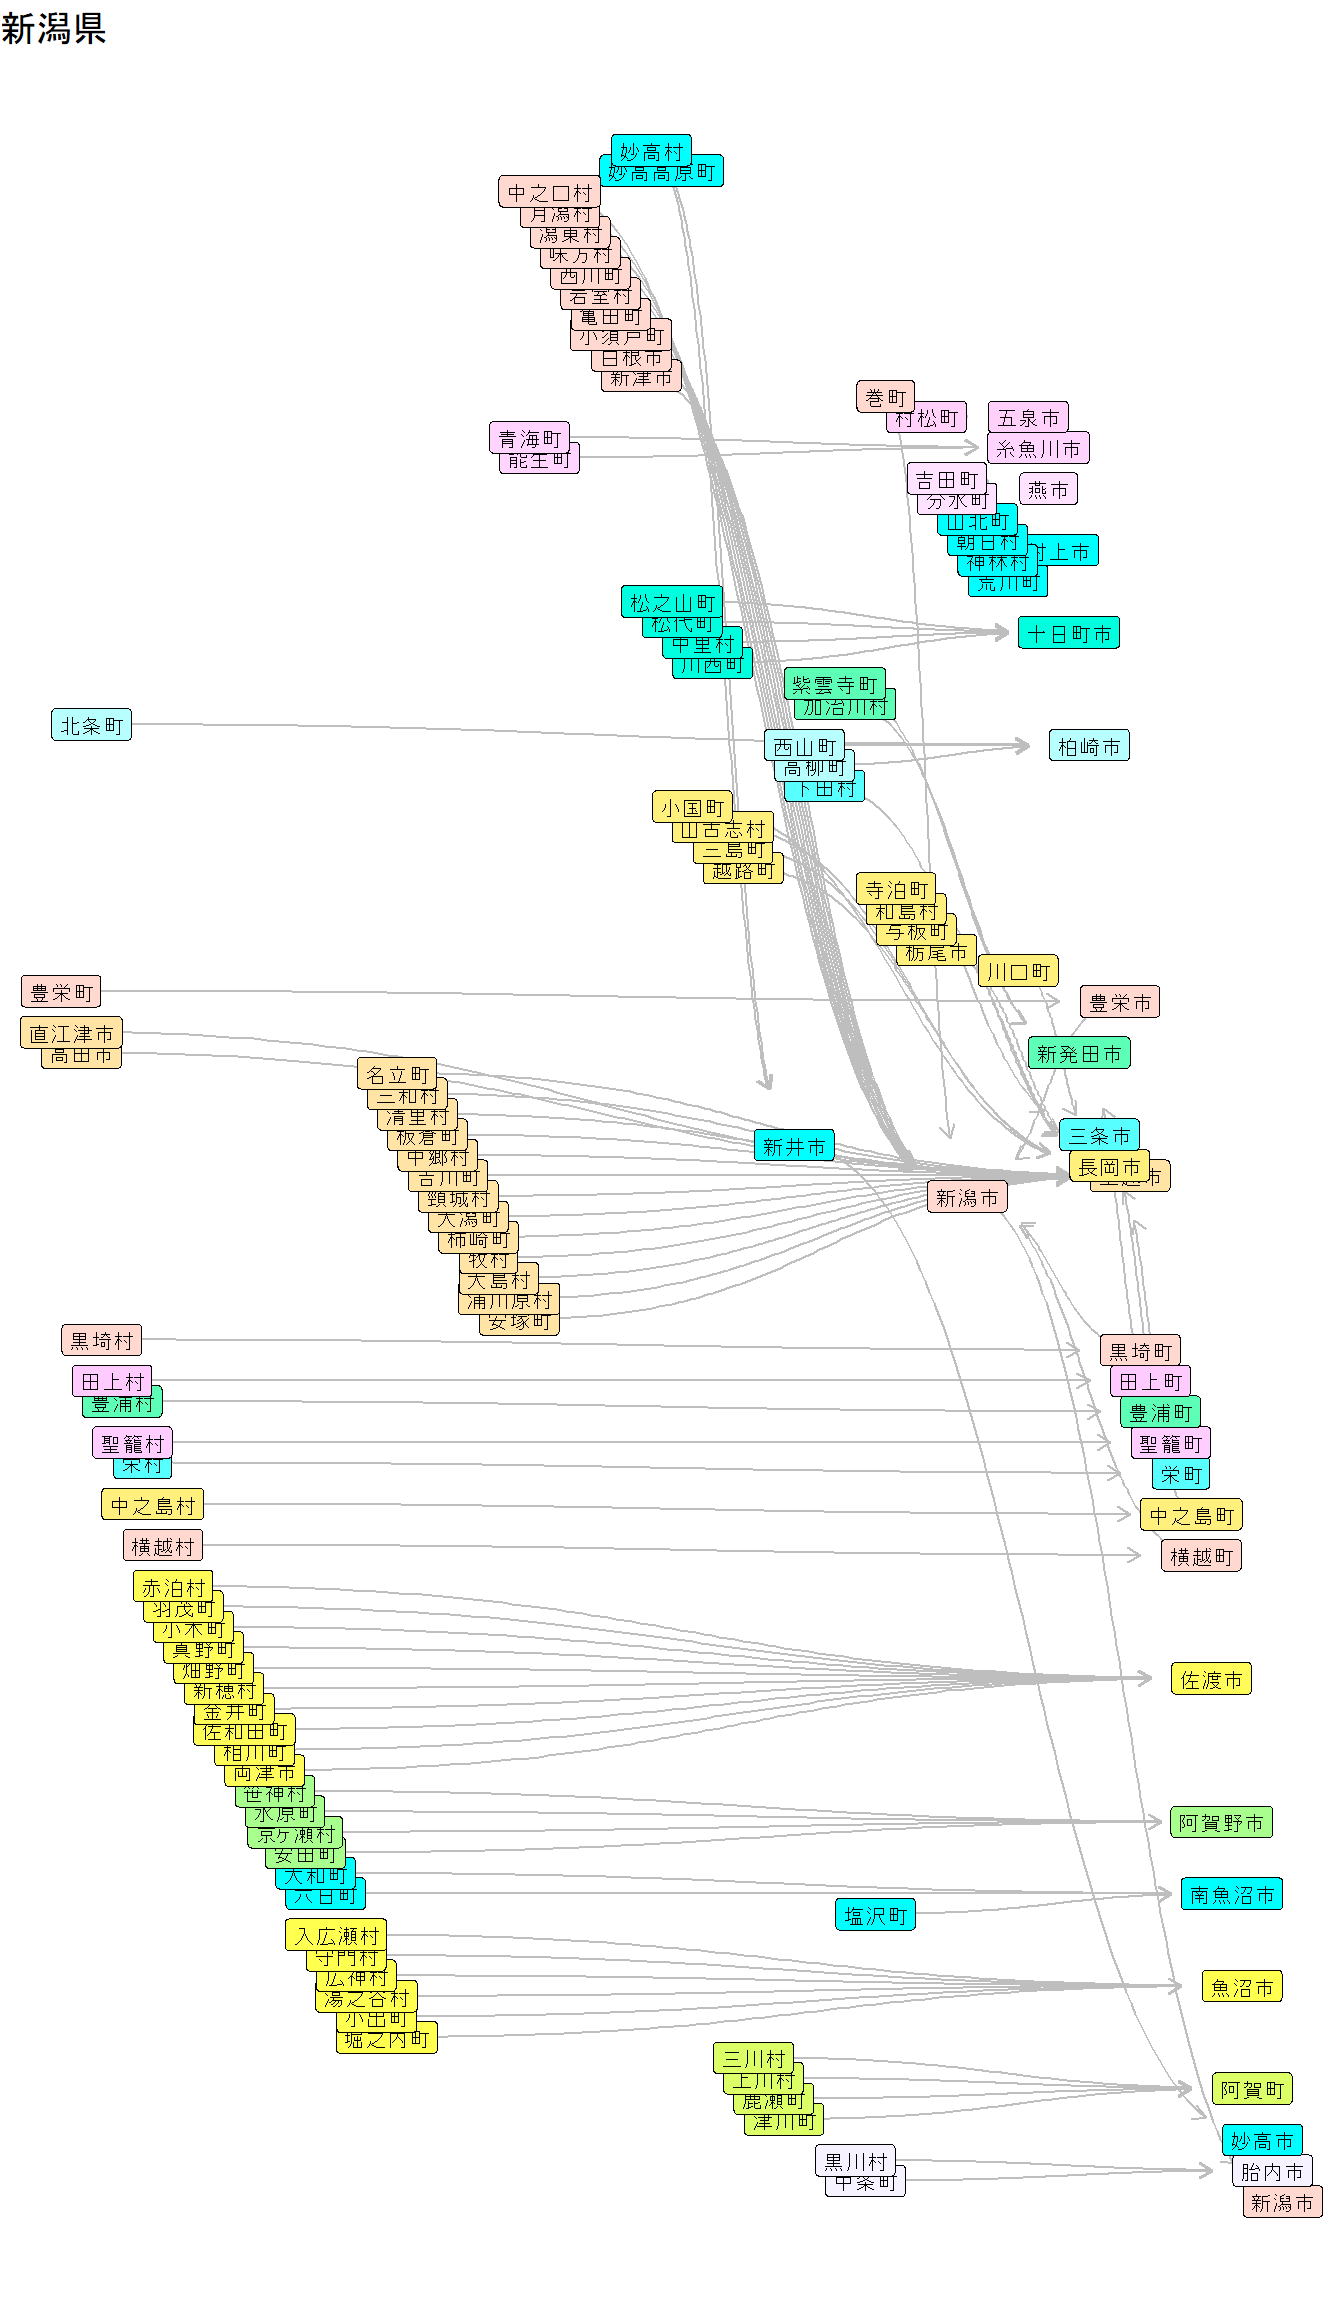 新潟県
妙高村
妙高高原町
中之口村
月潟村
潟東村
味方村
西川町
岩室村
亀田町
小須戸町
白根市
新津市
巻町
村松町
五泉市
青海町
能生町
糸魚川市
吉田町
分水町
燕市
山北町
朝日村
村上市
神林村
荒川町
松之山町
松代町
中里村
川西町
十日町市
紫雲寺町
加治川村
北条町
西山町
高柳町
下田村
柏崎市
小国町
山古志村
三島町
越路町
寺泊町
和島村
与板町
栃尾市
川口町
豊栄町
豊栄市
直江津市
高田市
新発田市
名立町
三和村
清里村
板倉町
中郷村
吉川町
頸城村
大潟町
柿崎町
牧村
大島村
浦川原村
安塚町
新井市
三条市
長岡市
上越市
新潟市
黒埼村
黒埼町
田上村
田上町
豊浦村
豊浦町
聖籠村
聖籠町
栄村
栄町
中之島村
中之島町
横越村
横越町
赤泊村
羽茂町
小木町
真野町
畑野町
新穂村
金井町
佐和田町
相川町
両津市
佐渡市
笹神村
水原町
京ヶ瀬村
安田町
阿賀野市
大和町
六日町
塩沢町
南魚沼市
入広瀬村
守門村
広神村
湯之谷村
小出町
堀之内町
魚沼市
三川村
上川村
鹿瀬町
津川町
阿賀町
妙高市
黒川村
中条町
胎内市
新潟市